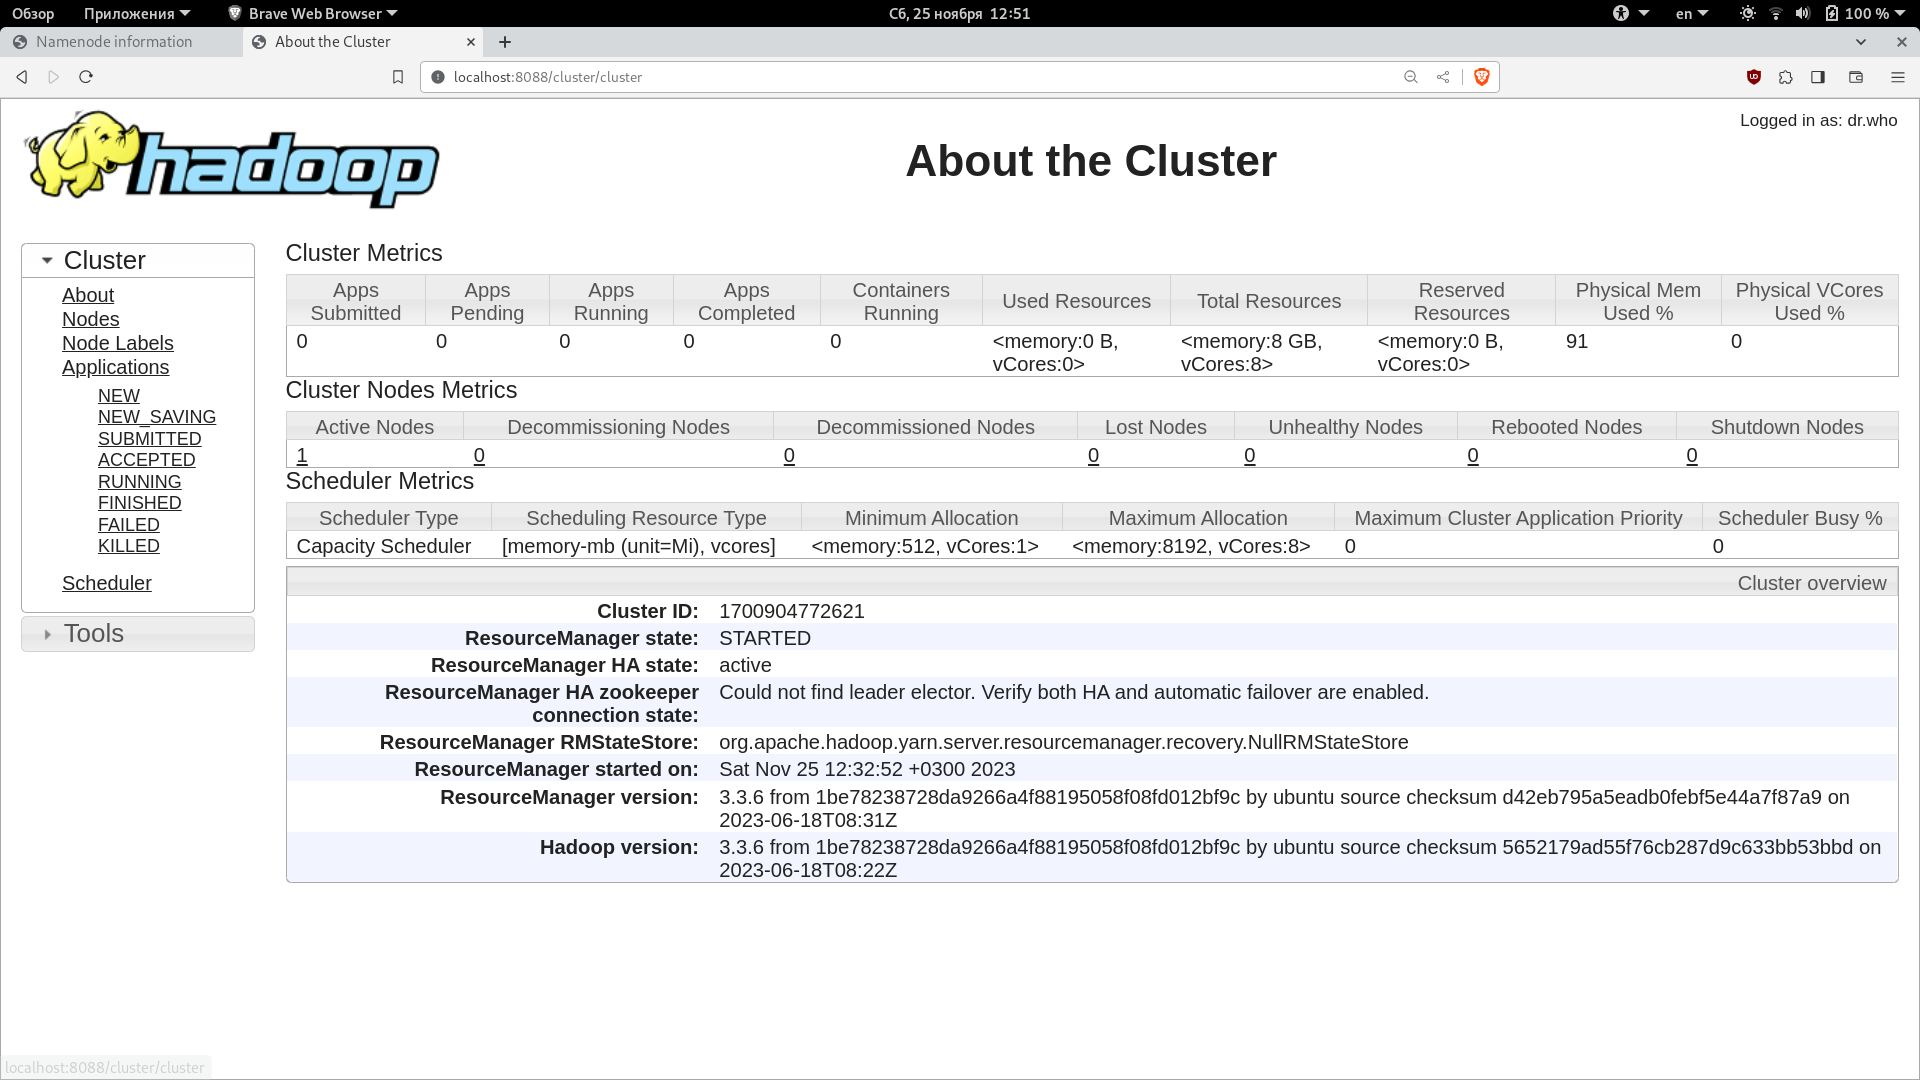 Обзор Приложения Brave Web Browser Сб, 25 ноября 12:51 en 100 %
Namenode information About the Cluster
localhost:8088/cluster/cluster
Logged in as: dr.who
hadoop
About the Cluster
Cluster
About
Nodes
Node Labels
Applications
NEW
NEW_SAVING
SUBMITTED
ACCEPTED
RUNNING
FINISHED
FAILED
KILLED
Scheduler
Tools
Cluster Metrics
Apps Submitted Apps Pending Apps Running Apps Completed Containers Running Used Resources Total Resources Reserved Resources Physical Mem Used % Physical VCores Used %
0 0 0 0 0 <memory:0 B, vCores:0> <memory:8 GB, vCores:8> <memory:0 B, vCores:0> 91 0
Cluster Nodes Metrics
Active Nodes Decommissioning Nodes Decommissioned Nodes Lost Nodes Unhealthy Nodes Rebooted Nodes Shutdown Nodes
1 0 0 0 0 0 0
Scheduler Metrics
Scheduler Type Scheduling Resource Type Minimum Allocation Maximum Allocation Maximum Cluster Application Priority Scheduler Busy %
Capacity Scheduler [memory-mb (unit=Mi), vcores] <memory:512, vCores:1> <memory:8192, vCores:8> 0 0
Cluster overview
Cluster ID: 1700904772621
ResourceManager state: STARTED
ResourceManager HA state: active
ResourceManager HA zookeeper connection state: Could not find leader elector. Verify both HA and automatic failover are enabled.
ResourceManager RMStateStore: org.apache.hadoop.yarn.server.resourcemanager.recovery.NullRMStateStore
ResourceManager started on: Sat Nov 25 12:32:52 +0300 2023
ResourceManager version: 3.3.6 from 1be78238728da9266a4f88195058f08fd012bf9c by ubuntu source checksum d42eb795a5eadb0febf5e44a7f87a9 on
2023-06-18T08:31Z
Hadoop version: 3.3.6 from 1be78238728da9266a4f88195058f08fd012bf9c by ubuntu source checksum 5652179ad55f76cb287d9c633bb53bbd on
2023-06-18T08:22Z
localhost:8088/cluster/cluster